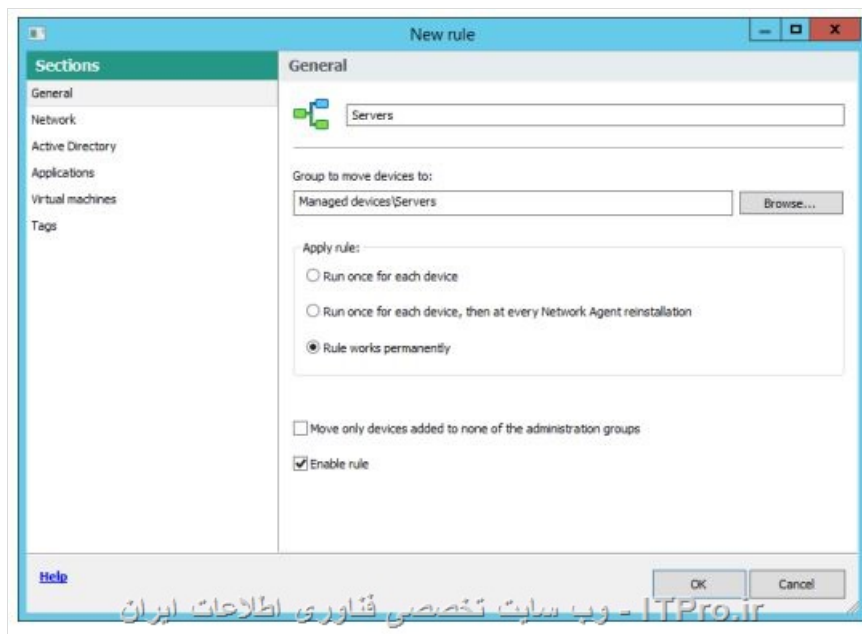 New rule
Sections
General
Network
Active Directory
Applications
Virtual machines
Tags
General
Servers
Group to move devices to:
Managed devices\Servers
Browse...
Apply rule:
Run once for each device
Run once for each device, then at every Network Agent reinstallation
Rule works permanently
Move only devices added to none of the administration groups
Enable rule
Help
OK
Cancel
ITPro.ir - وب سایت تخصصی فناوری اطلاعات ایران